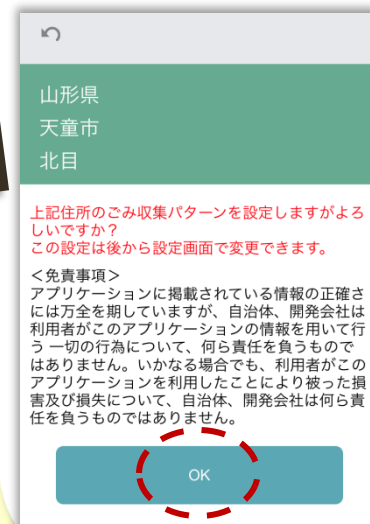 山形県
天童市
北目
上記住所のごみ収集パターンを設定しますがよろ
しいですか？
この設定は後から設定画面で変更できます。
＜免責事項＞
アプリケーションに掲載されている情報の正確さ
には万全を期していますが、自治体、開発会社は
利用者がこのアプリケーションの情報を用いて行
う 一切の行為について、何ら責任を負うもので
はありません。いかなる場合でも、利用者がこの
アプリケーションを利用したことにより被った損
害及び損失について、自治体、開発会社は何ら責
任を負うものではありません。
OK